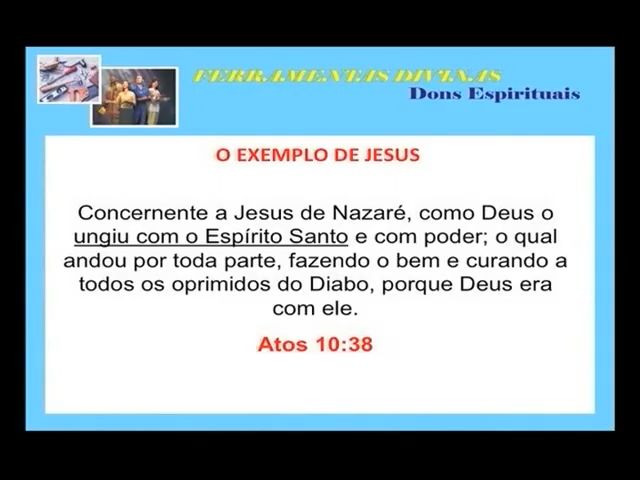 FERRAMENTAS DIVINAS
Dons Espirituais
O EXEMPLO DE JESUS
Concernente a Jesus de Nazaré, como Deus o
ungiu com o Espírito Santo e com poder; o qual
andou por toda parte, fazendo o bem e curando a
todos os oprimidos do Diabo, porque Deus era
com ele.
Atos 10:38